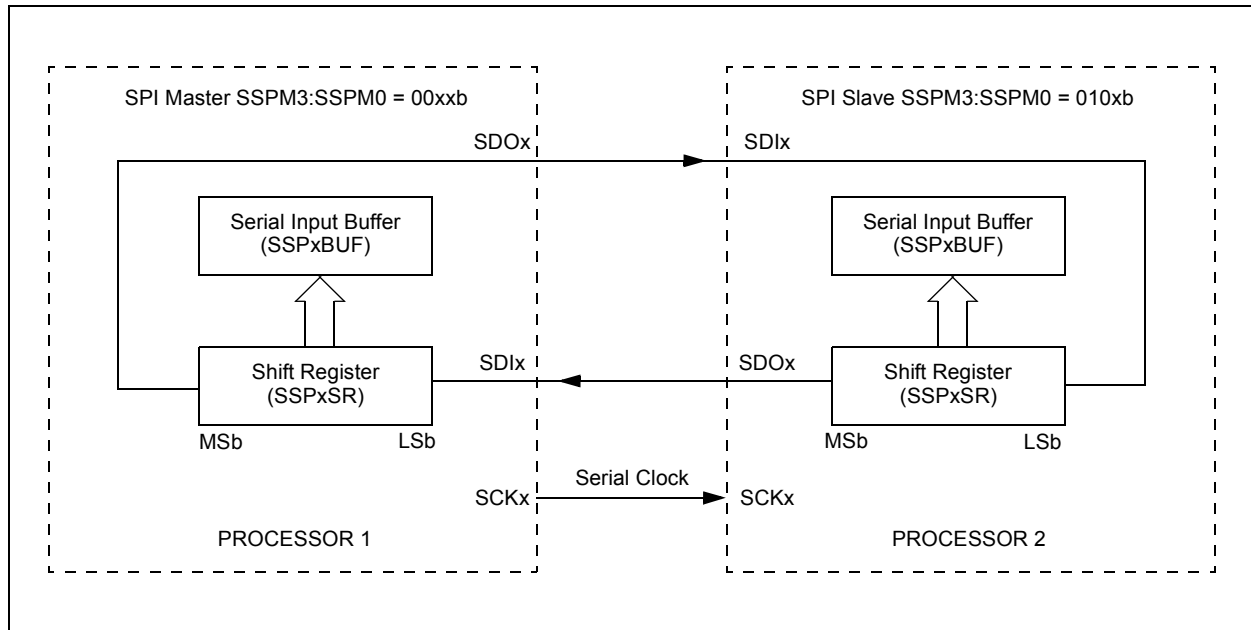 SPI Master SSPM3:SSPM0 = 00xxb
SPI Slave SSPM3:SSPM0 = 010xb
SDOx
SDIx
Serial Input Buffer
(SSPxBUF)
Serial Input Buffer
(SSPxBUF)
Shift Register
(SSPxSR)
SDIx
SDOx
Shift Register
(SSPxSR)
MSb
LSb
MSb
LSb
Serial Clock
SCKx
SCKx
PROCESSOR 1
PROCESSOR 2